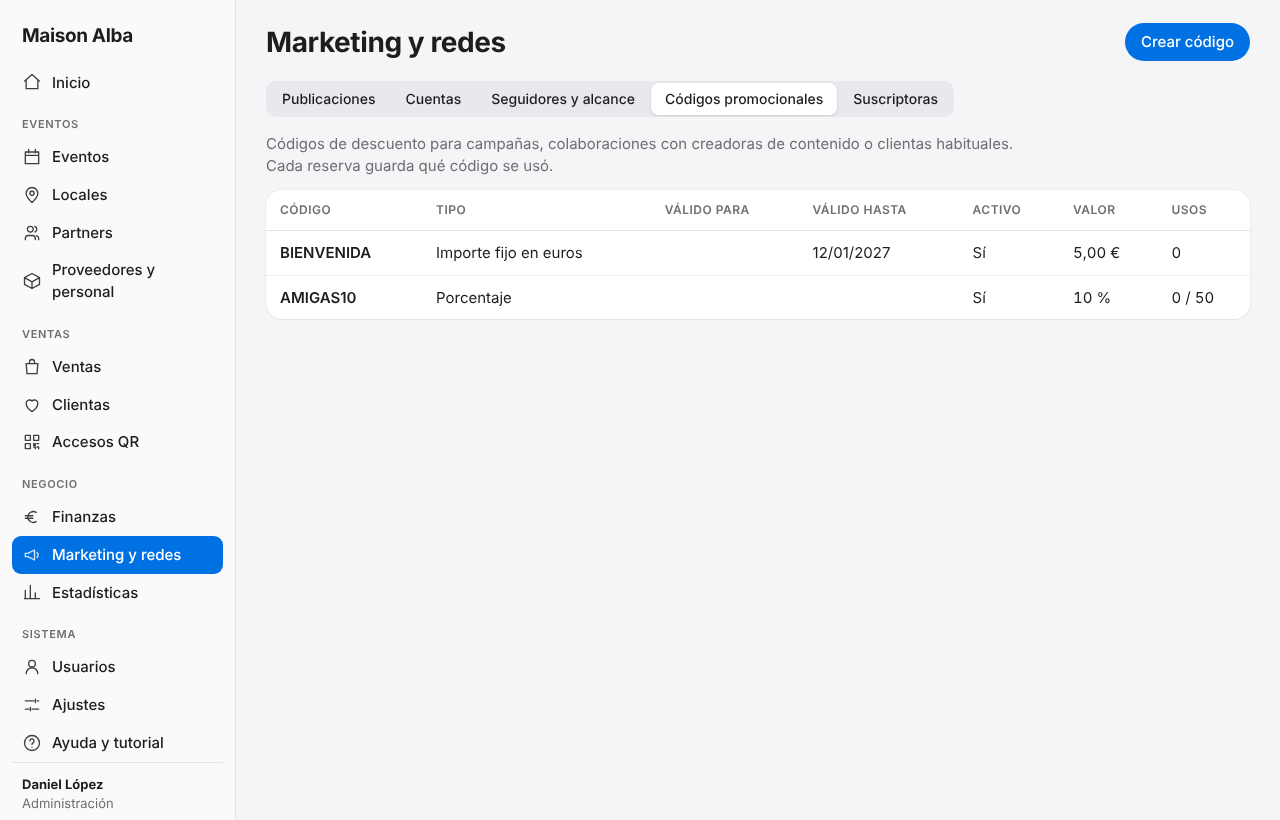 Maison Alba
Inicio
EVENTOS
Eventos
Locales
Partners
Proveedores y
personal
VENTAS
Ventas
Clientas
Accesos QR
NEGOCIO
Finanzas
Marketing y redes
Estadísticas
SISTEMA
Usuarios
Ajustes
Ayuda y tutorial
Daniel López
Administración
Marketing y redes
Crear código
Publicaciones Cuentas Seguidores y alcance Códigos promocionales Suscriptoras
Códigos de descuento para campañas, colaboraciones con creadoras de contenido o clientas habituales.
Cada reserva guarda qué código se usó.
CÓDIGO TIPO VÁLIDO PARA VÁLIDO HASTA ACTIVO VALOR USOS
BIENVENIDA Importe fijo en euros 12/01/2027 Sí 5,00 € 0
AMIGAS10 Porcentaje Sí 10 % 0 / 50